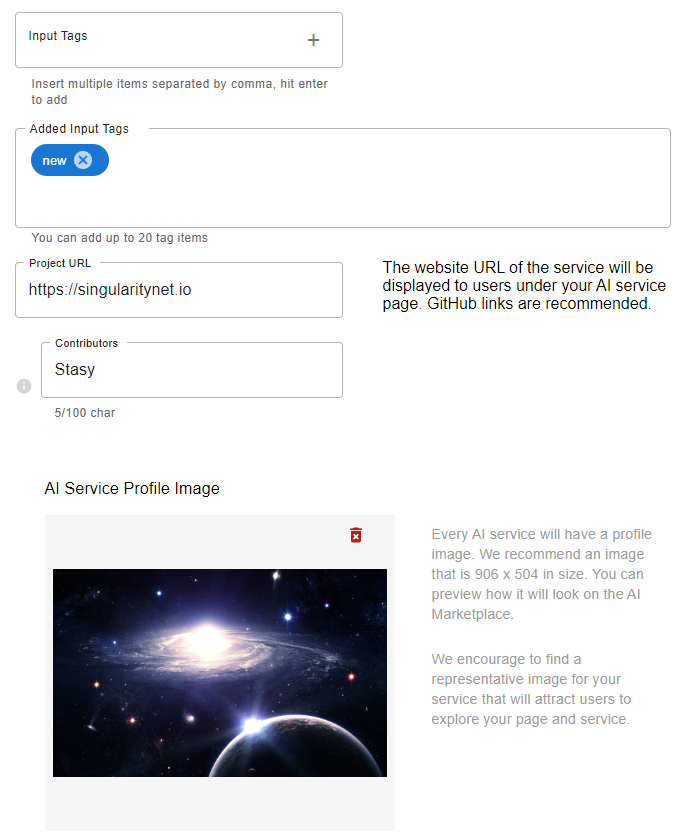 Input Tags
Insert multiple items separated by comma, hit enter
to add
Added Input Tags
new
You can add up to 20 tag items
Project URL
https://singularitynet.io
The website URL of the service will be
displayed to users under your AI service
page. GitHub links are recommended.
Contributors
Stasy
5/100 char
AI Service Profile Image
Every AI service will have a profile
image. We recommend an image
that is 906 x 504 in size. You can
preview how it will look on the AI
Marketplace.
We encourage to find a
representative image for your
service that will attract users to
explore your page and service.